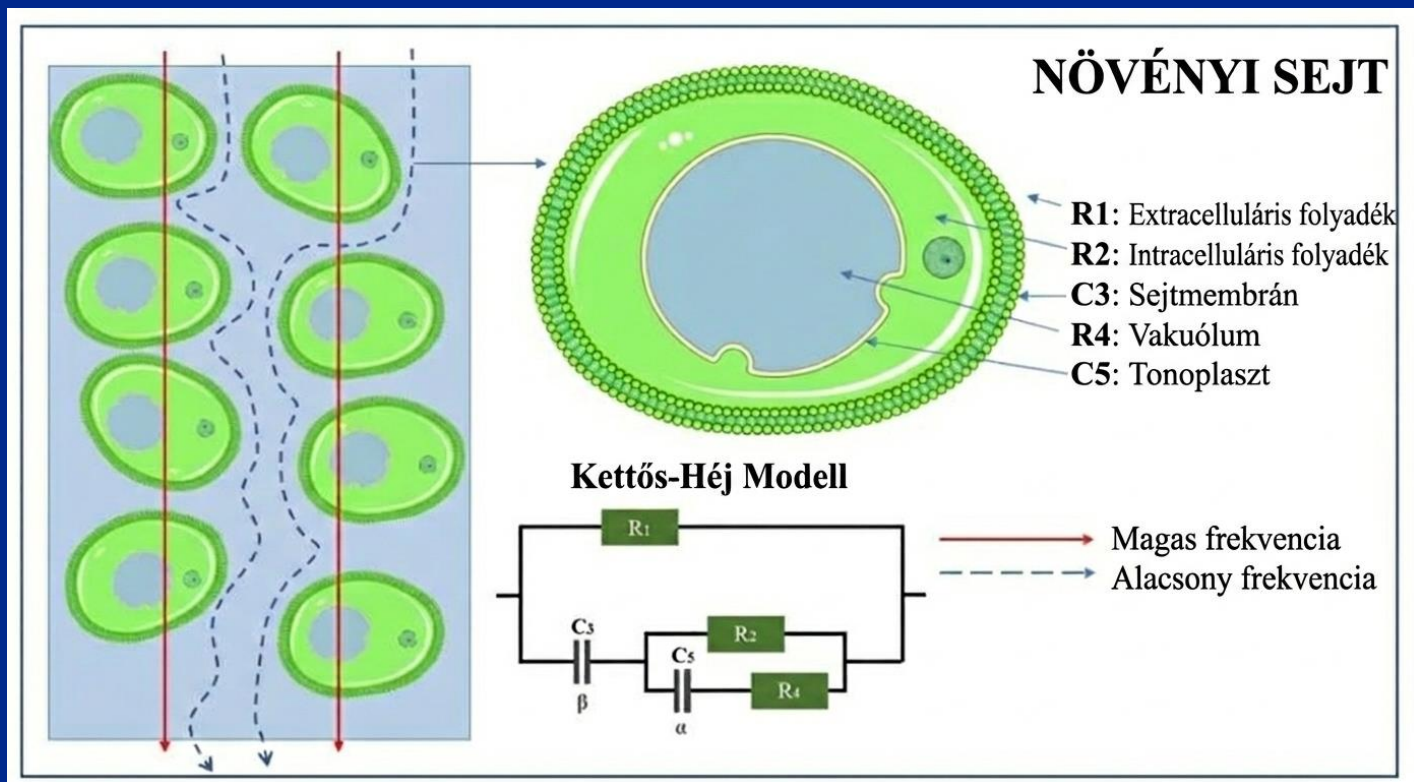 NÖVÉNYI SEJT
R1: Extracelluláris folyadék
R2: Intracelluláris folyadék
C3: Sejtmembrán
R4: Vakuólum
C5: Tonoplaszt
Kettős-Héj Modell
R1
C3
β
R2
C5
α
R4
Magas frekvencia
Alacsony frekvencia